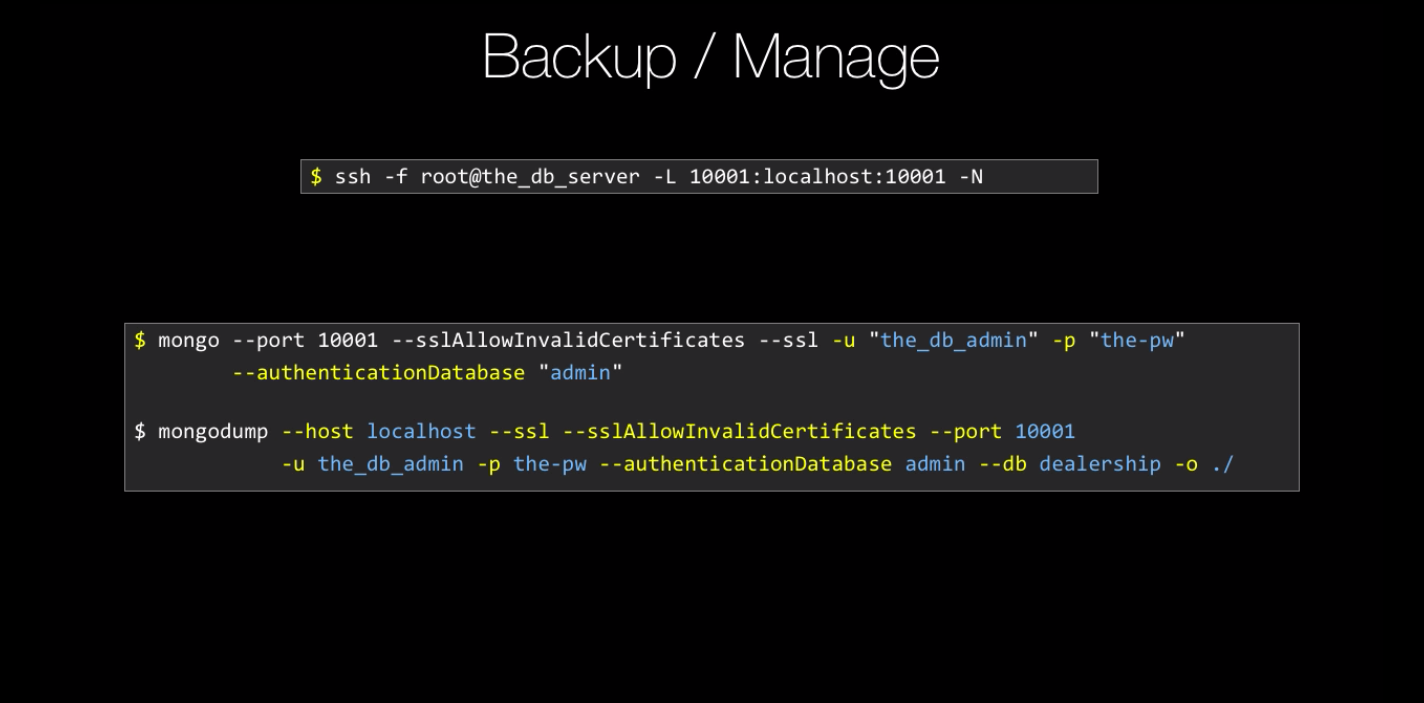 Backup / Manage
$ ssh -f root@the_db_server -L 10001:localhost:10001 -N
$ mongo --port 10001 --sslAllowInvalidCertificates --ssl -u "the_db_admin" -p "the-pw"
--authenticationDatabase "admin"
$ mongodump --host localhost --ssl --sslAllowInvalidCertificates --port 10001
-u the_db_admin -p the-pw --authenticationDatabase admin --db dealership -o ./